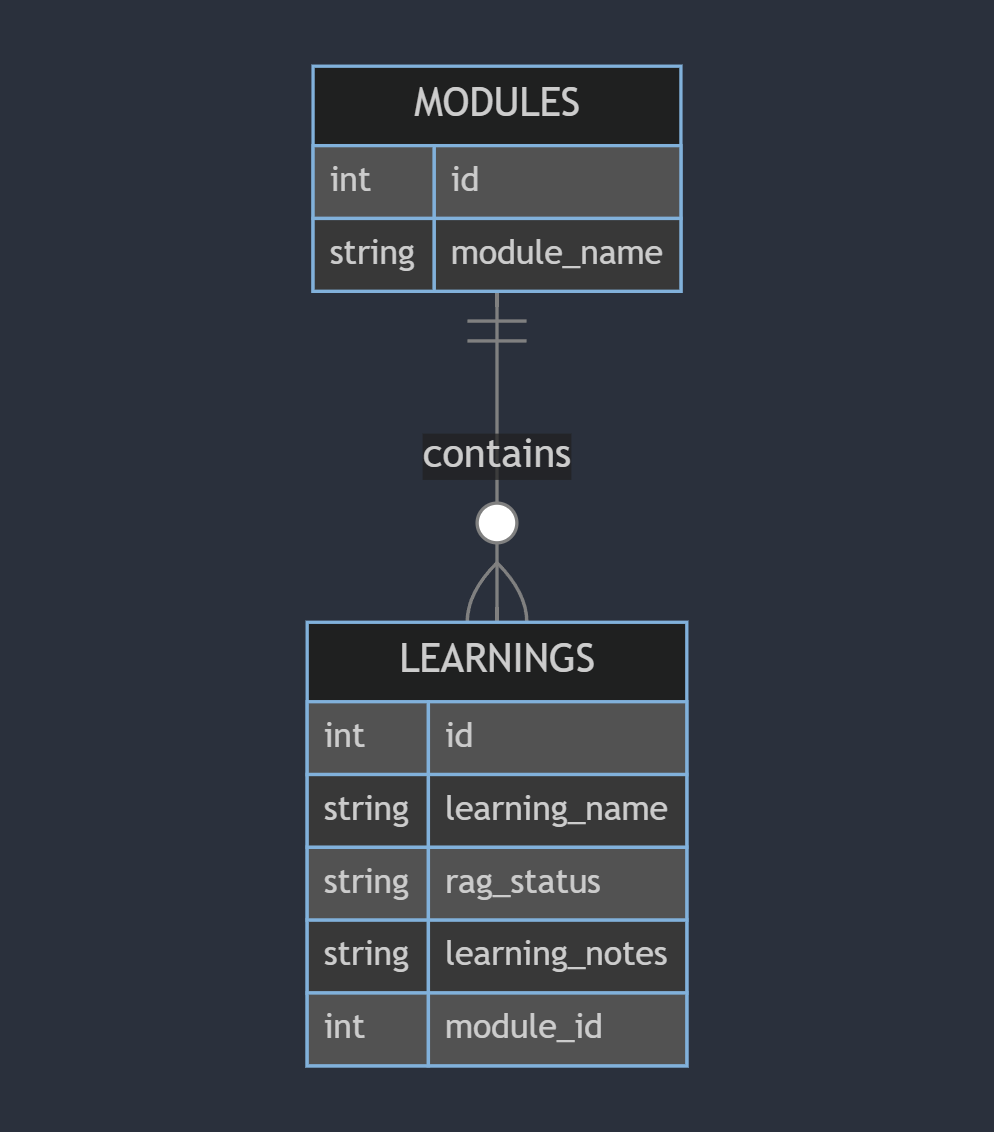 MODULES
int id
string module_name
contains
LEARNINGS
int id
string learning_name
string rag_status
string learning_notes
int module_id